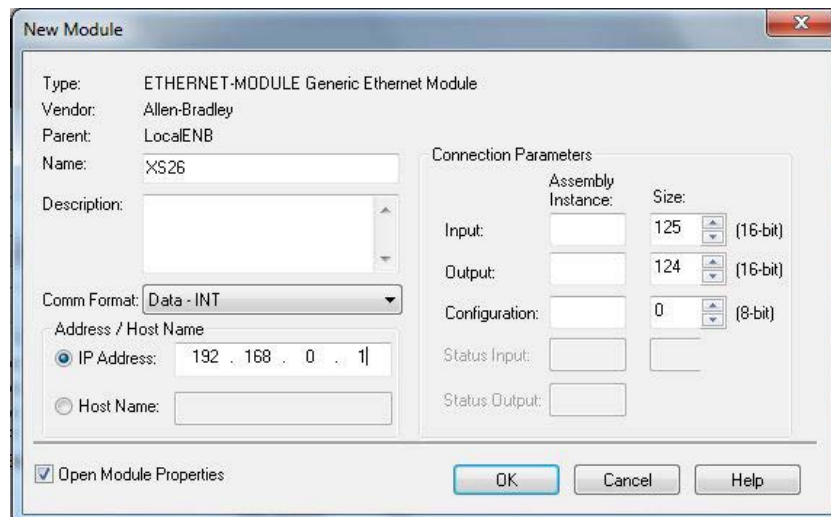 New Module
Type: ETHERNET-MODULE Generic Ethernet Module
Vendor: Allen-Bradley
Parent: LocalENB
Name: XS26
Description:
Comm Format: Data - INT
Address / Host Name
IP Address: 192 . 168 . 0 . 1
Host Name:
Connection Parameters
Assembly
Instance: Size:
Input: 125 (16-bit)
Output: 124 (16-bit)
Configuration: 0 (8-bit)
Status Input:
Status Output:
Open Module Properties
OK Cancel Help